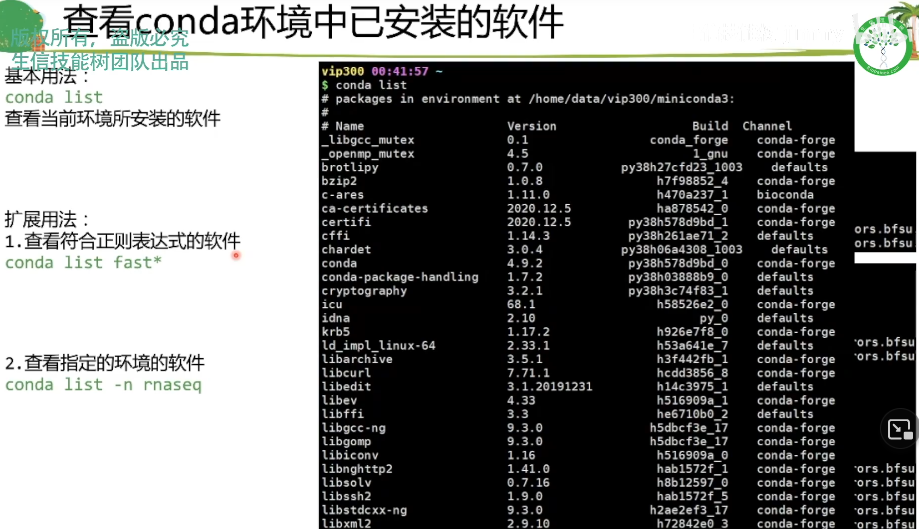 查看conda环境中已安装的软件
版权所有，盗版必究
生信技能树团队出品
基本用法：
conda list
查看当前环境所安装的软件
扩展用法：
1.查看符合正则表达式的软件
conda list fast*
2.查看指定的环境的软件
conda list -n rnaseq
vip300 00:41:57 ~
$ conda list
# packages in environment at /home/data/vip300/miniconda3:
#
# Name Version Build Channel
_libgcc_mutex 0.1 conda_forge conda-forge
_openmp_mutex 4.5 1_gnu conda-forge
brotlipy 0.7.0 py38h27cfd23_1003 defaults
bzip2 1.0.8 h7f98852_4 conda-forge
c-ares 1.11.0 h470a237_1 bioconda
ca-certificates 2020.12.5 ha878542_0 conda-forge
certifi 2020.12.5 py38h578d9bd_1 conda-forge
cffi 1.14.3 py38h261ae71_2 defaults
chardet 3.0.4 py38h06a4308_1003 defaults
conda 4.9.2 py38h578d9bd_0 conda-forge
conda-package-handling 1.7.2 py38h03888b9_0 defaults
cryptography 3.2.1 py38h3c74f83_1 defaults
icu 68.1 h58526e2_0 conda-forge
idna 2.10 py_0 defaults
krb5 1.17.2 h926e7f8_0 conda-forge
ld_impl_linux-64 2.33.1 h53a641e_7 defaults
libarchive 3.5.1 h3f442fb_1 conda-forge
libcurl 7.71.1 hcdd3856_8 conda-forge
libedit 3.1.20191231 h14c3975_1 defaults
libev 4.33 h516909a_1 conda-forge
libffi 3.3 he6710b0_2 defaults
libgcc-ng 9.3.0 h5dbcf3e_17 conda-forge
libgomp 9.3.0 h5dbcf3e_17 conda-forge
libiconv 1.16 h516909a_0 conda-forge
libnghttp2 1.41.0 hab1572f_1 conda-forge
libsolv 0.7.16 h8b12597_0 conda-forge
libssh2 1.9.0 hab1572f_5 conda-forge
libstdcxx-ng 9.3.0 h2ae2ef3_17 conda-forge
libxml2 2.9.10 h72842e0_3 conda-forge
ors.bfsu
ors.bfsu
rors.bfsu
rors.bfsu
rors.bfsu
rors.bfsu
rors.bfsu
rors.bfsu
rors.bfsu